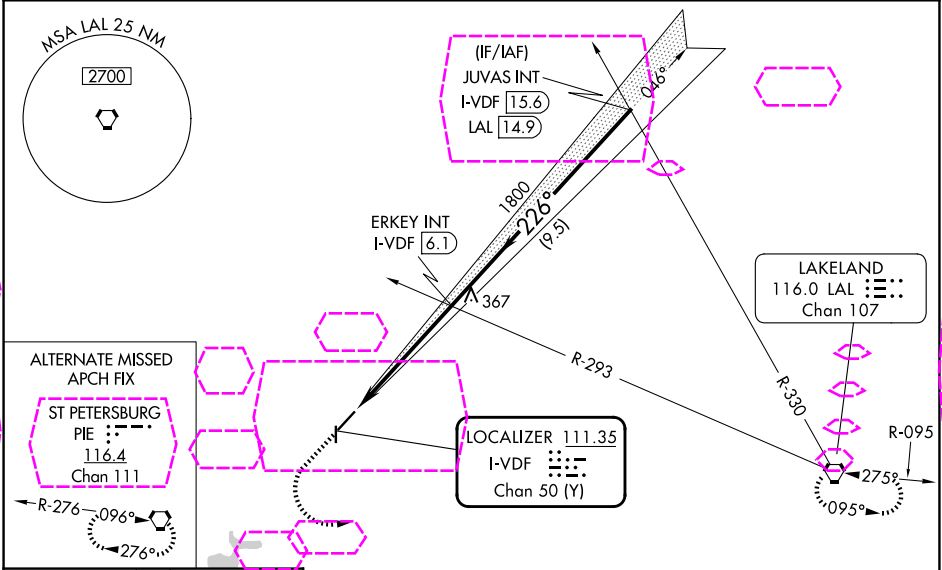 MSA LAL 25 NM
2700
(IF/IAF)
JUVAS INT
I-VDF 15.6
LAL 14.9
046°
1800
226°
(9.5)
ERKEY INT
I-VDF 6.1
367
LAKELAND
116.0 LAL
Chan 107
R-293
R-330
R-095
275°
095°
LOCALIZER 111.35
I-VDF
Chan 50 (Y)
ALTERNATE MISSED
APCH FIX
ST PETERSBURG
PIE
116.4
Chan 111
R-276
096°
276°